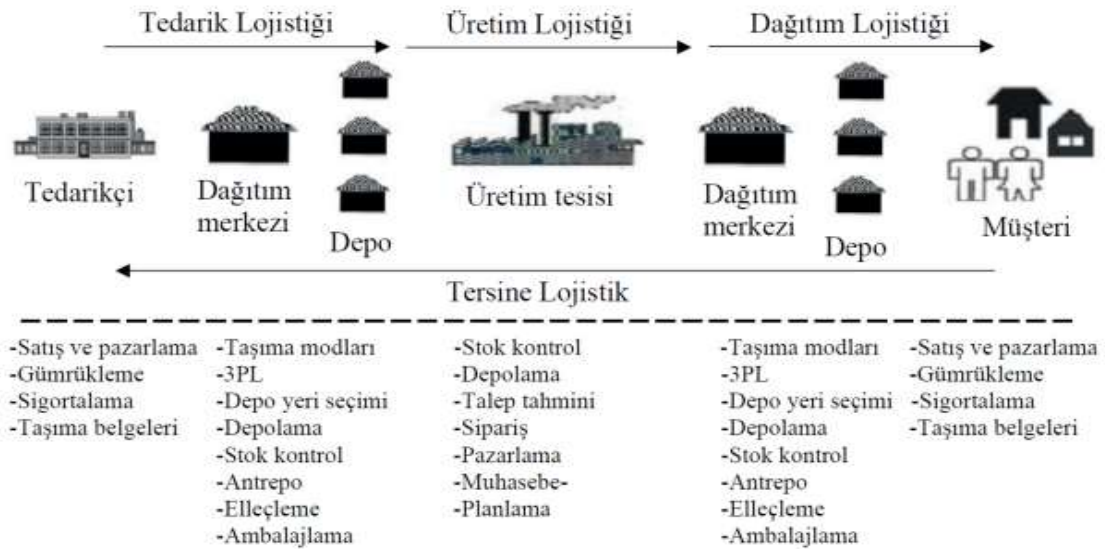 Tedarik Lojistiği
Üretim Lojistiği
Dağıtım Lojistiği
Tedarikçi
Dağıtım
merkezi
Depo
Üretim tesisi
Dağıtım
merkezi
Depo
Müşteri
Tersine Lojistik
-Satış ve pazarlama
-Gümrükleme
-Sigortalama
-Taşıma belgeleri
-Taşıma modları
-3PL
-Depo yeri seçimi
-Depolama
-Stok kontrol
-Antrepo
-Elleçleme
-Ambalajlama
-Stok kontrol
-Depolama
-Talep tahmini
-Sipariş
-Pazarlama
-Muhasebe-
-Planlama
-Taşıma modları
-3PL
-Depo yeri seçimi
-Depolama
-Stok kontrol
-Antrepo
-Elleçleme
-Ambalajlama
-Satış ve pazarlama
-Gümrükleme
-Sigortalama
-Taşıma belgeleri